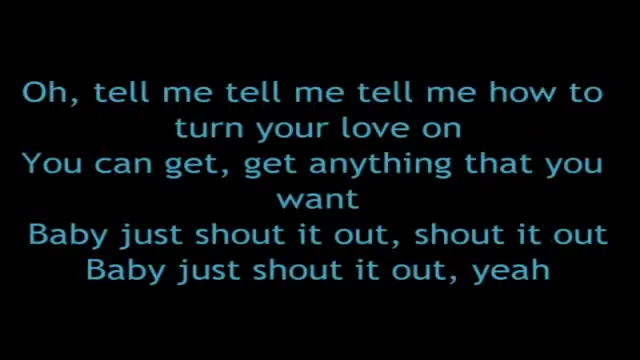 Oh, tell me tell me tell me how to
turn your love on
You can get, get anything that you
want
Baby just shout it out, shout it out
Baby just shout it out, yeah